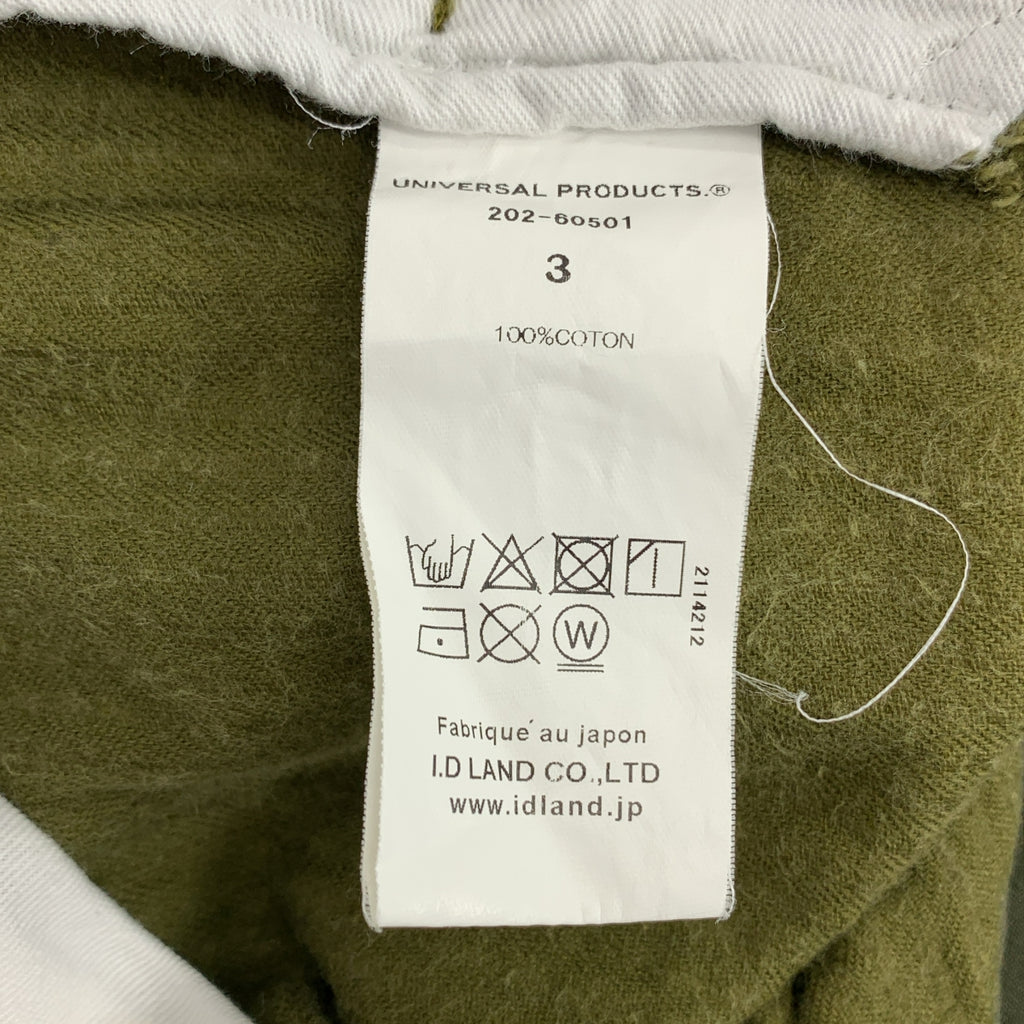 UNIVERSAL PRODUCTS.®
202-60501
3
100%COTON
W
2114212
Fabrique´ au japon
I.D LAND CO.,LTD
www.idland.jp